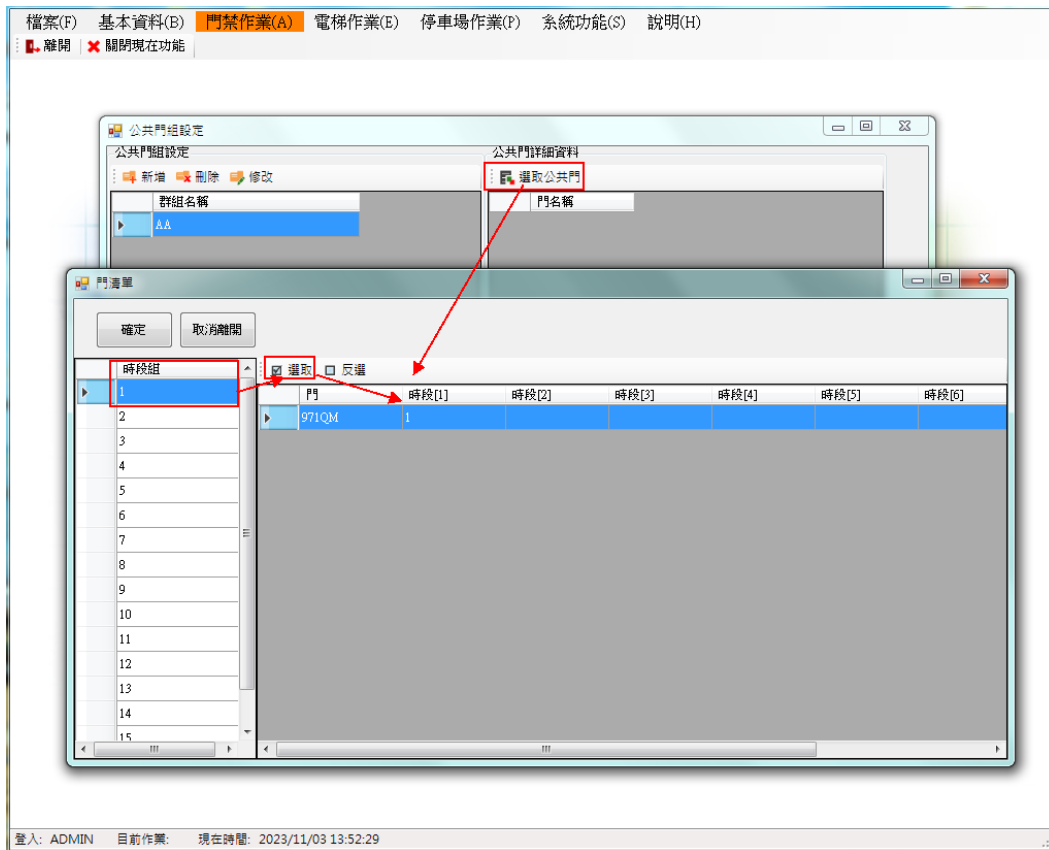 檔案(F) 基本資料(B) 門禁作業(A) 電梯作業(E) 停車場作業(P) 系統功能(S) 說明(H)
離開 關閉現在功能
公共門組設定
公共門組設定
新增 刪除 修改
群組名稱
AA
公共門詳細資料
選取公共門
門名稱
門清單
確定 取消離開
時段組
1
2
3
4
5
6
7
8
9
10
11
12
13
14
15
選取 反選
門 時段[1] 時段[2] 時段[3] 時段[4] 時段[5] 時段[6]
971QM 1
登入: ADMIN 目前作業: 現在時間: 2023/11/03 13:52:29